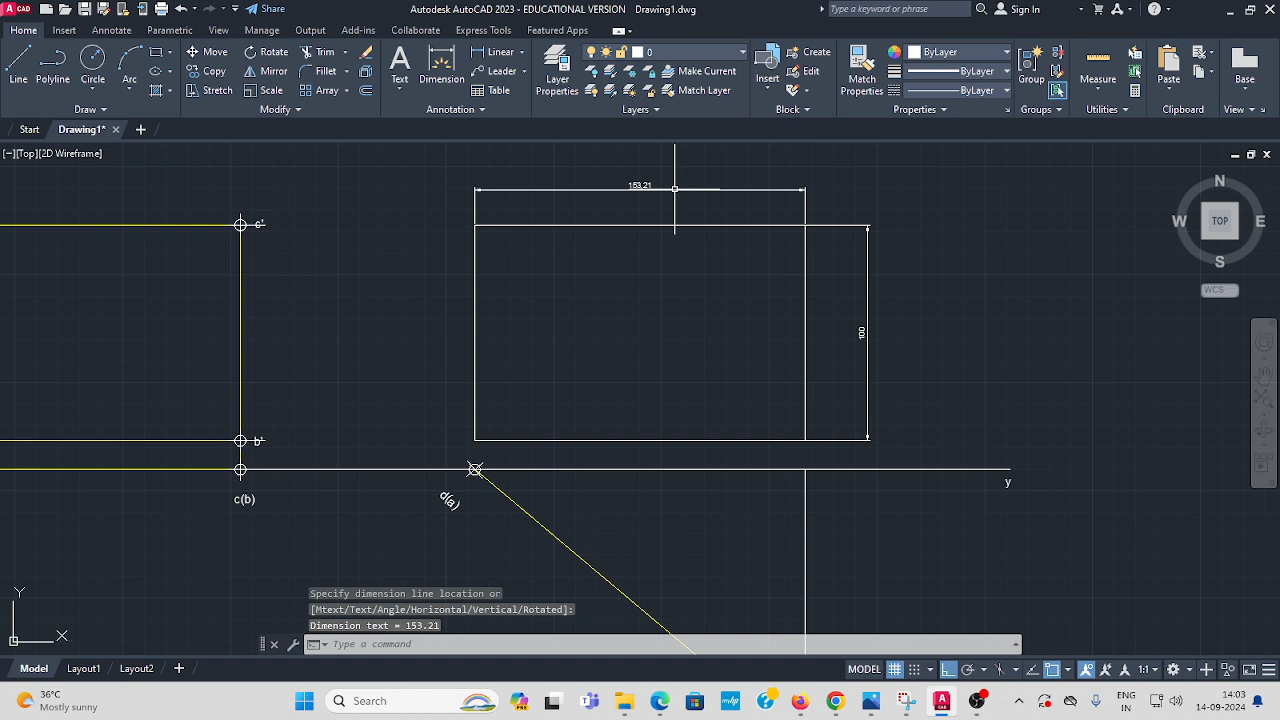 A CAD
Autodesk AutoCAD 2023 - EDUCATIONAL VERSION Drawing1.dwg
Type a keyword or phrase
Sign In
Home Insert Annotate Parametric View Manage Output Add-ins Collaborate Express Tools Featured Apps
Line Polyline Circle Arc
Move Rotate Trim
Copy Mirror Fillet
Stretch Scale Array
Text Dimension
Linear
Leader
Table
Layer Properties
0
Make Current
Match Layer
Insert
Create
Edit
Match Properties
ByLayer
ByLayer
ByLayer
Group
Measure
Paste
Base
Draw Modify Annotation Layers Block Properties Groups Utilities Clipboard View
Start Drawing1*
[−][Top][2D Wireframe]
N
W TOP E
S
WCS
153.21
100
c'
b'
c(b)
d(a)
y
Specify dimension line location or
[Mtext/Text/Angle/Horizontal/Vertical/Rotated]:
Dimension text = 153.21
Type a command
Y
X
Model Layout1 Layout2
MODEL
1:1
36°C
Mostly sunny
Search
ENG
IN
14:03
14-09-2024